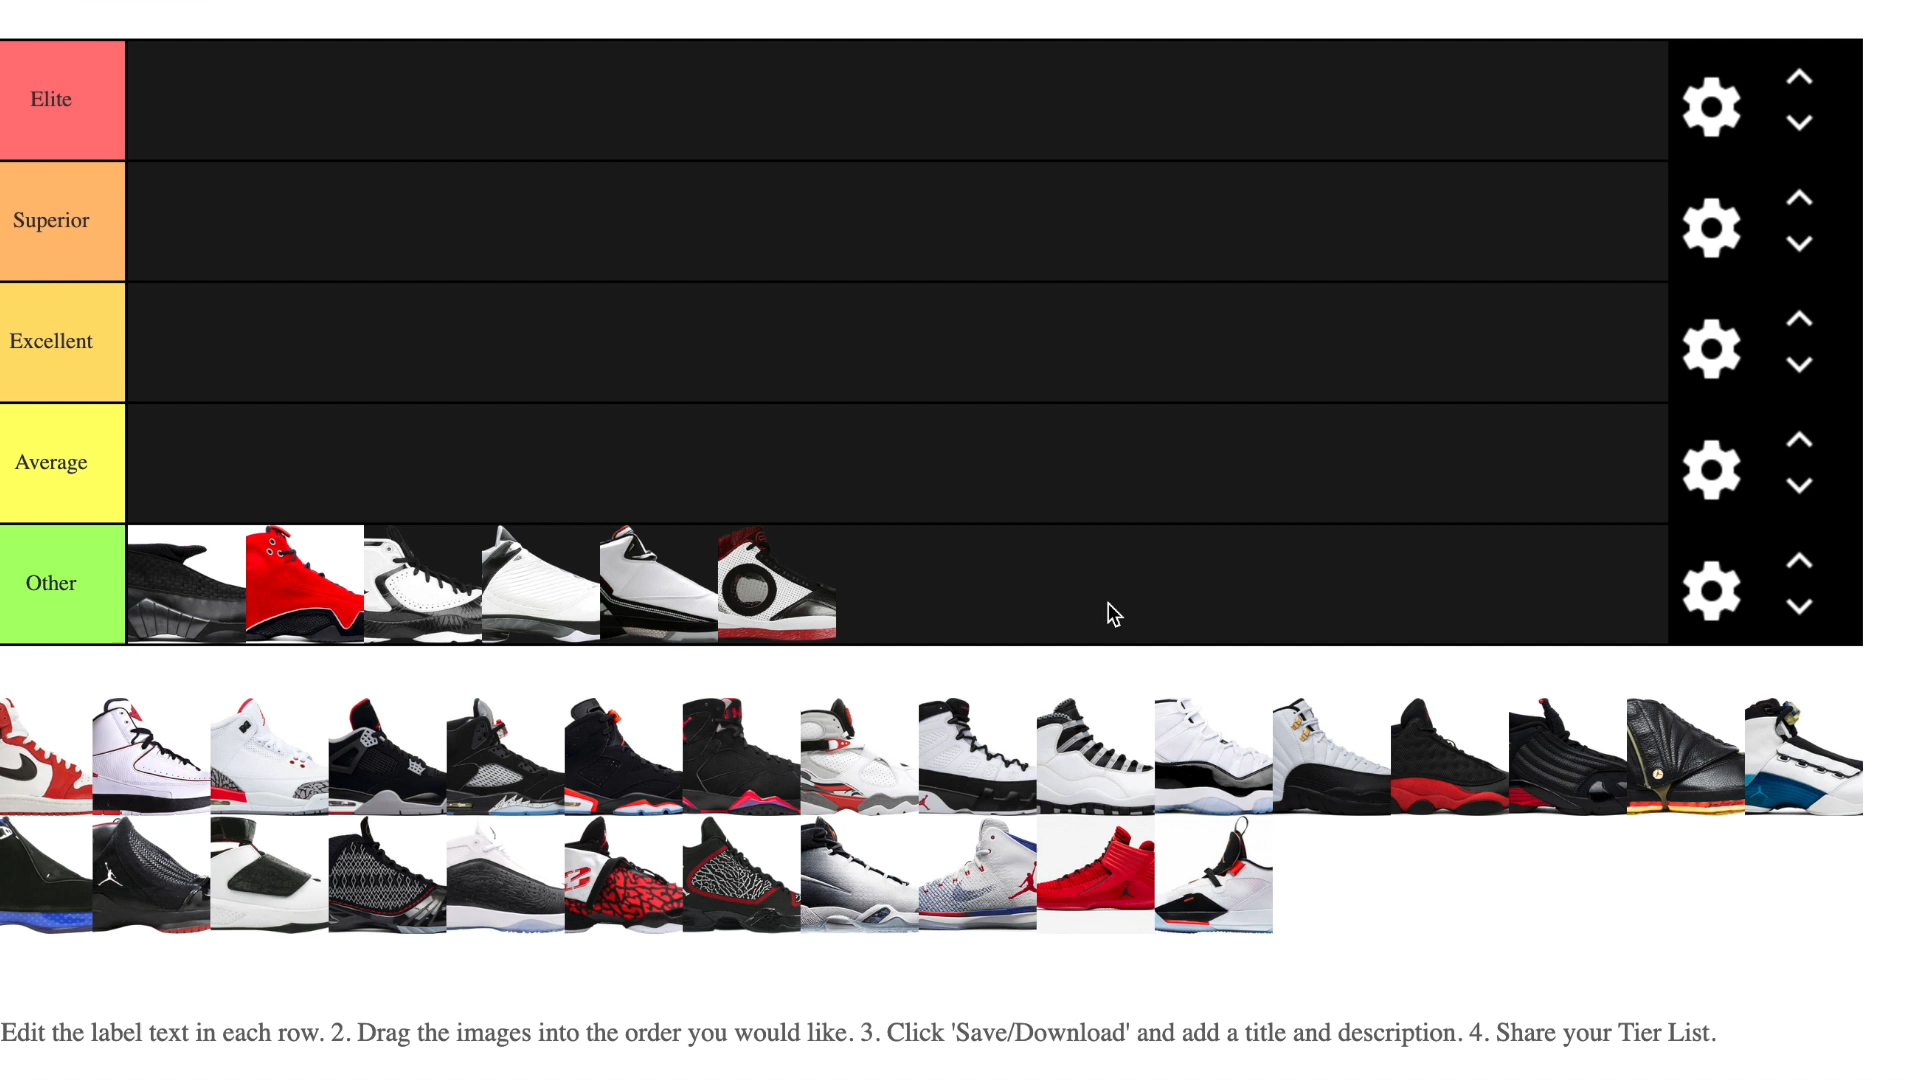 Elite
Superior
Excellent
Average
Other
Edit the label text in each row. 2. Drag the images into the order you would like. 3. Click 'Save/Download' and add a title and description. 4. Share your Tier List.